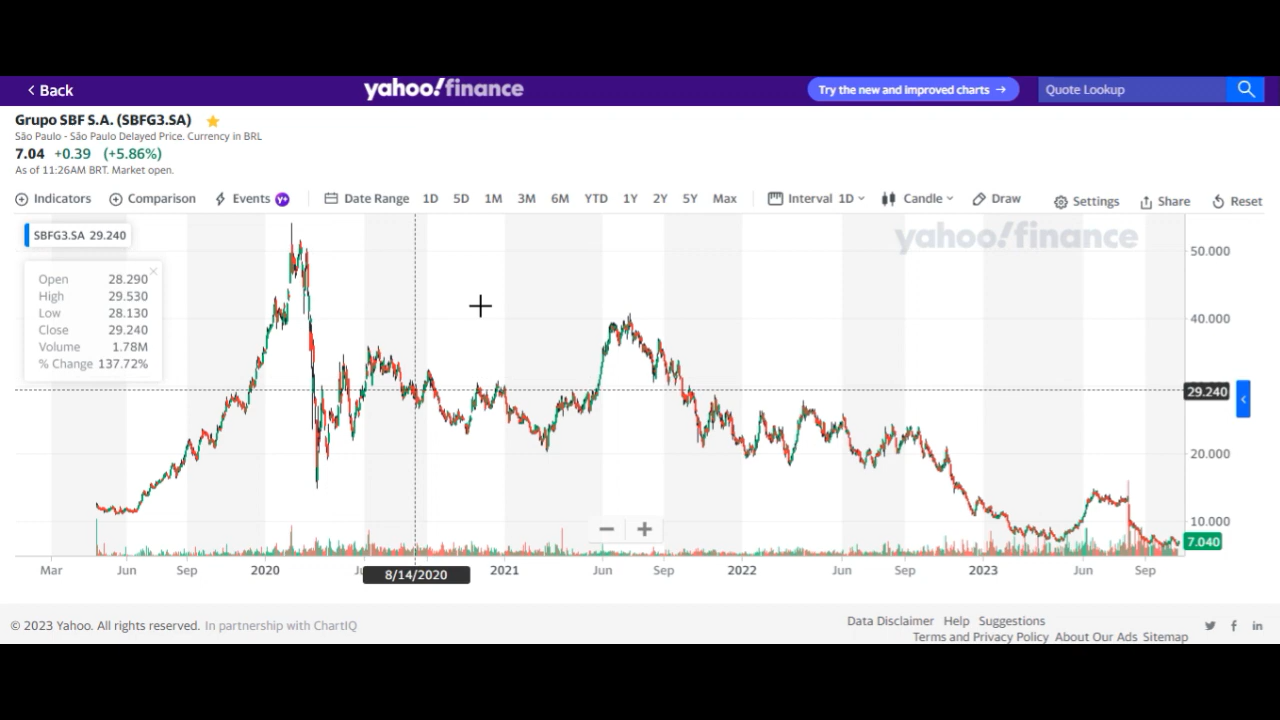 Back
yahoo!finance
Try the new and improved charts →
Quote Lookup
Grupo SBF S.A. (SBFG3.SA)
São Paulo - São Paulo Delayed Price. Currency in BRL
7.04 +0.39 (+5.86%)
As of 11:26AM BRT. Market open.
Indicators Comparison Events Y+ Date Range 1D 5D 1M 3M 6M YTD 1Y 2Y 5Y Max Interval 1D Candle Draw Settings Share Reset
SBFG3.SA 29.240
yahoo!finance
Open 28.290
High 29.530
Low 28.130
Close 29.240
Volume 1.78M
% Change 137.72%
50.000
40.000
29.240
20.000
10.000
7.040
Mar Jun Sep 2020 8/14/2020 2021 Jun Sep 2022 Jun Sep 2023 Jun Sep
© 2023 Yahoo. All rights reserved. In partnership with ChartIQ
Data Disclaimer Help Suggestions
Terms and Privacy Policy About Our Ads Sitemap